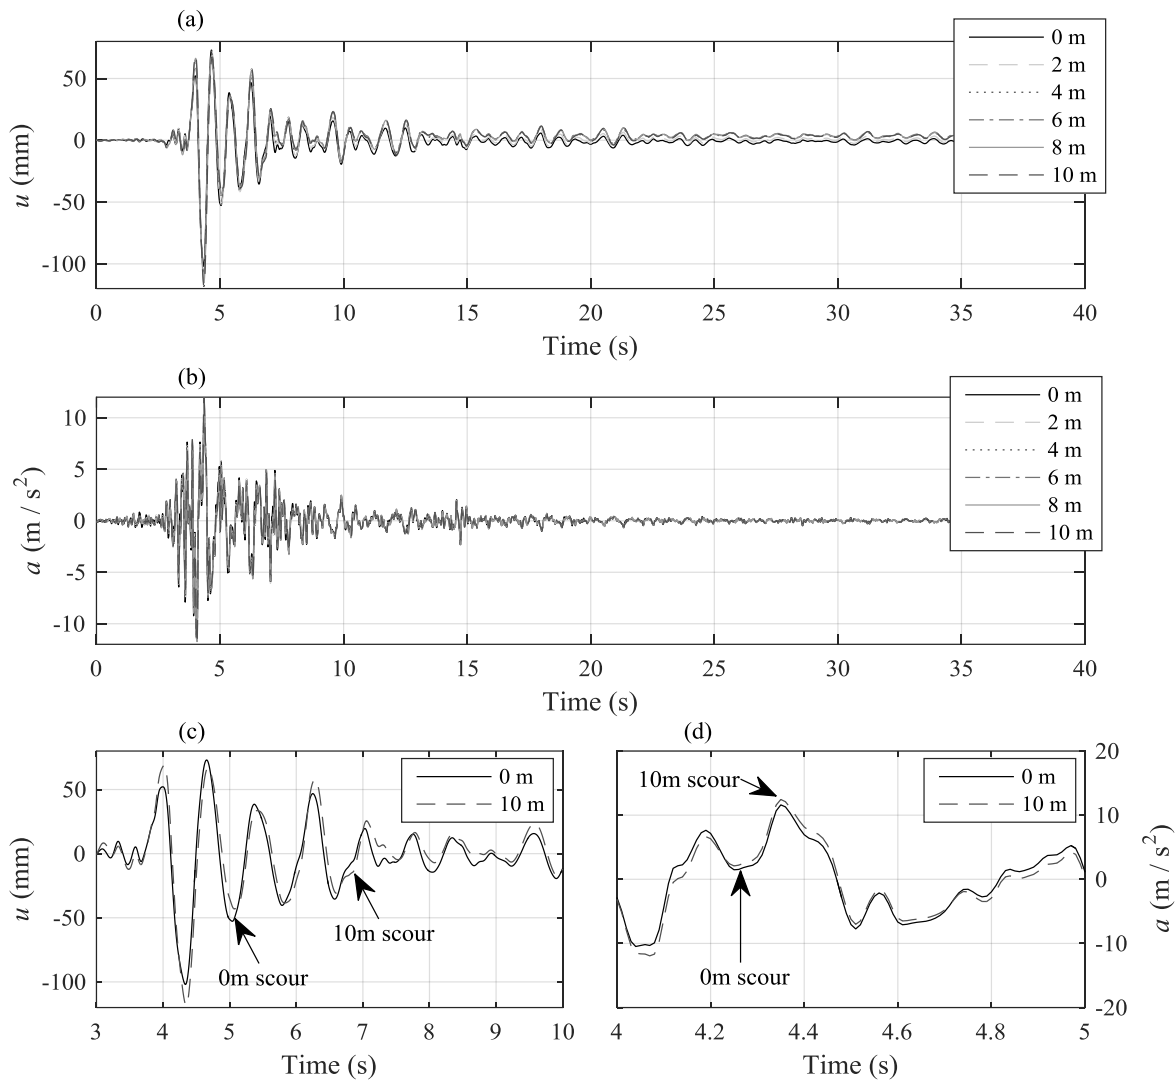 (a)
50
0
-50
-100
u (mm)
0 5 10 15 20 25 30 35 40
Time (s)
0 m
2 m
4 m
6 m
8 m
10 m
(b)
10
5
0
-5
-10
a (m / s²)
0 5 10 15 20 25 30 35 40
Time (s)
0 m
2 m
4 m
6 m
8 m
10 m
(c)
50
0
-50
-100
u (mm)
3 4 5 6 7 8 9 10
Time (s)
0 m
10 m
10m scour
0m scour
(d)
20
10
0
-10
-20
a (m / s²)
4 4.2 4.4 4.6 4.8 5
Time (s)
0 m
10 m
10m scour
0m scour